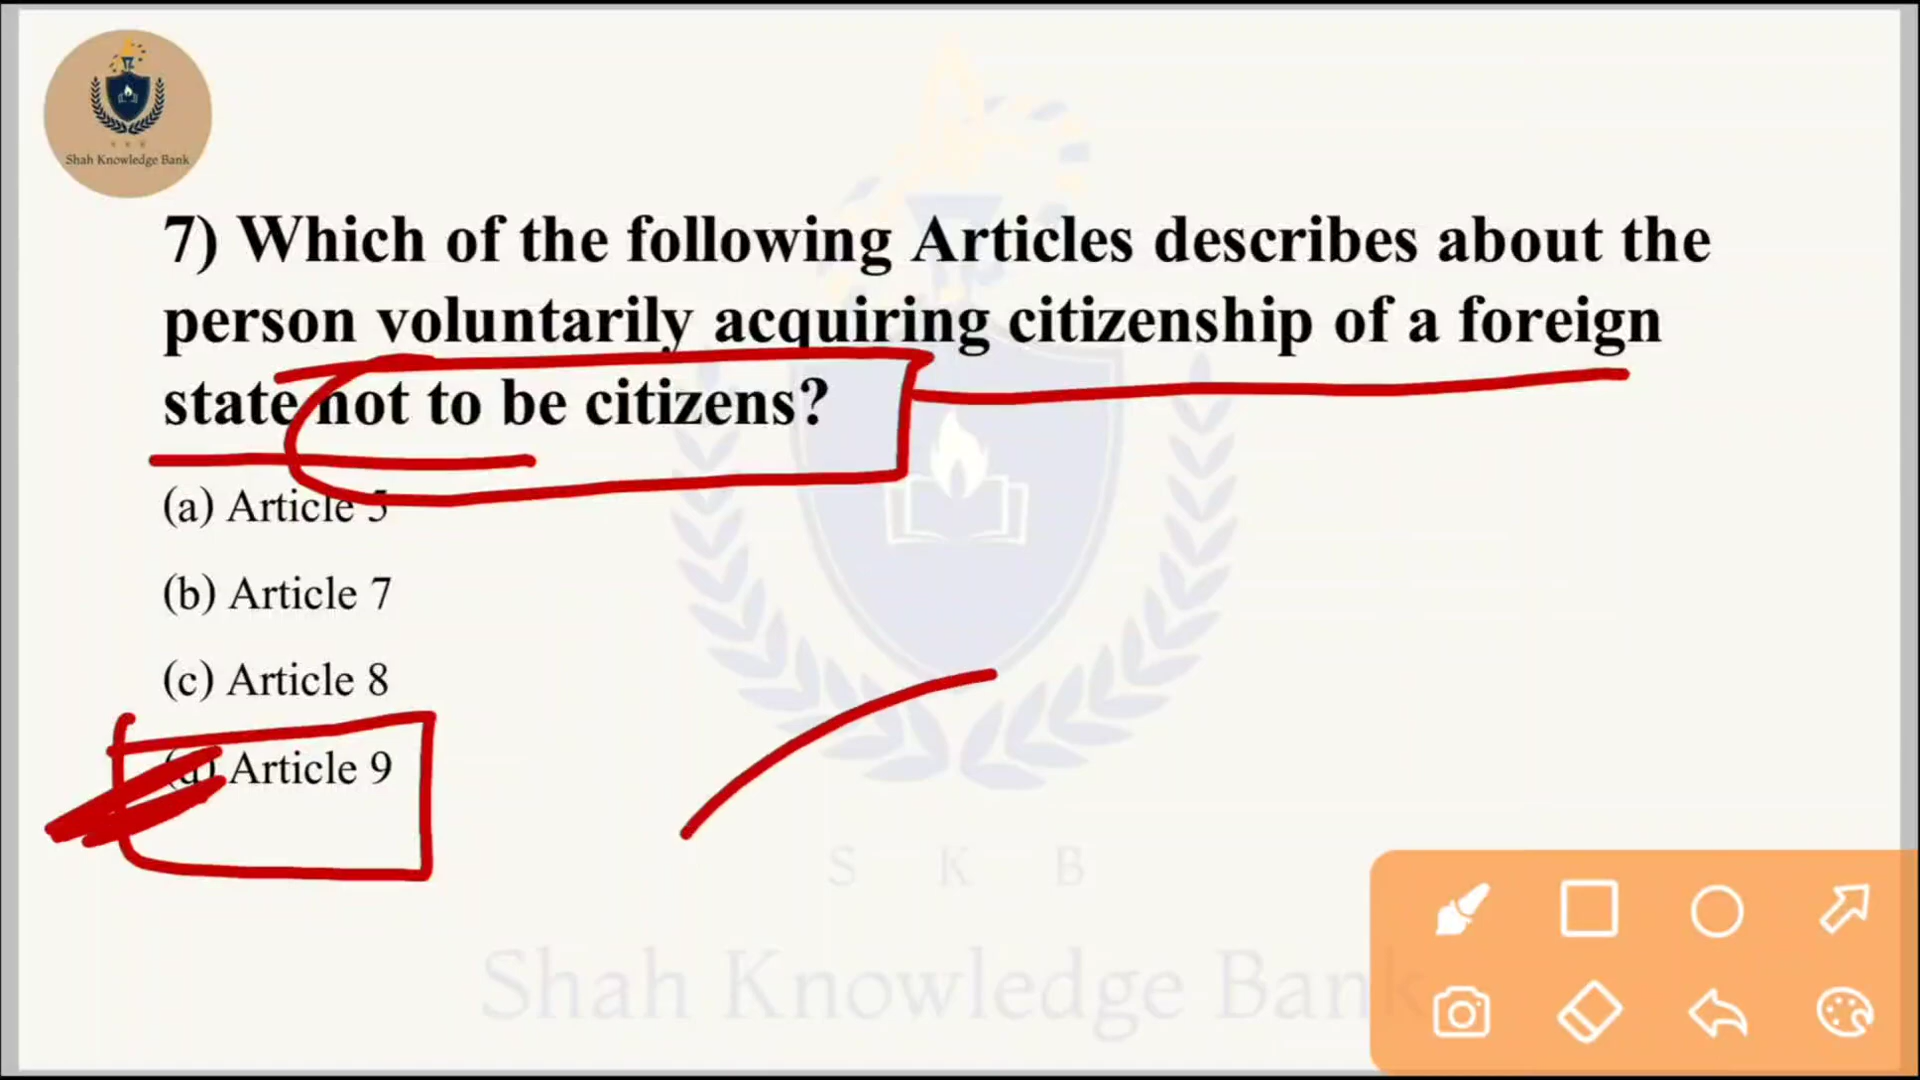 Shah Knowledge Bank
7) Which of the following Articles describes about the
person voluntarily acquiring citizenship of a foreign
state not to be citizens?
(a) Article 5
(b) Article 7
(c) Article 8
(d) Article 9
S K B
Shah Knowledge Bank